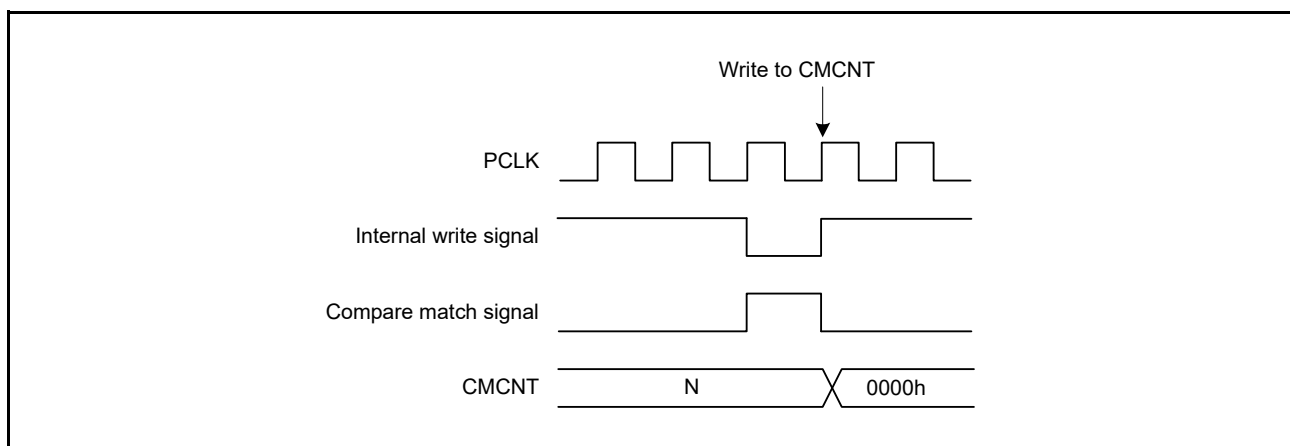 Write to CMCNT
PCLK
Internal write signal
Compare match signal
CMCNT
N
0000h